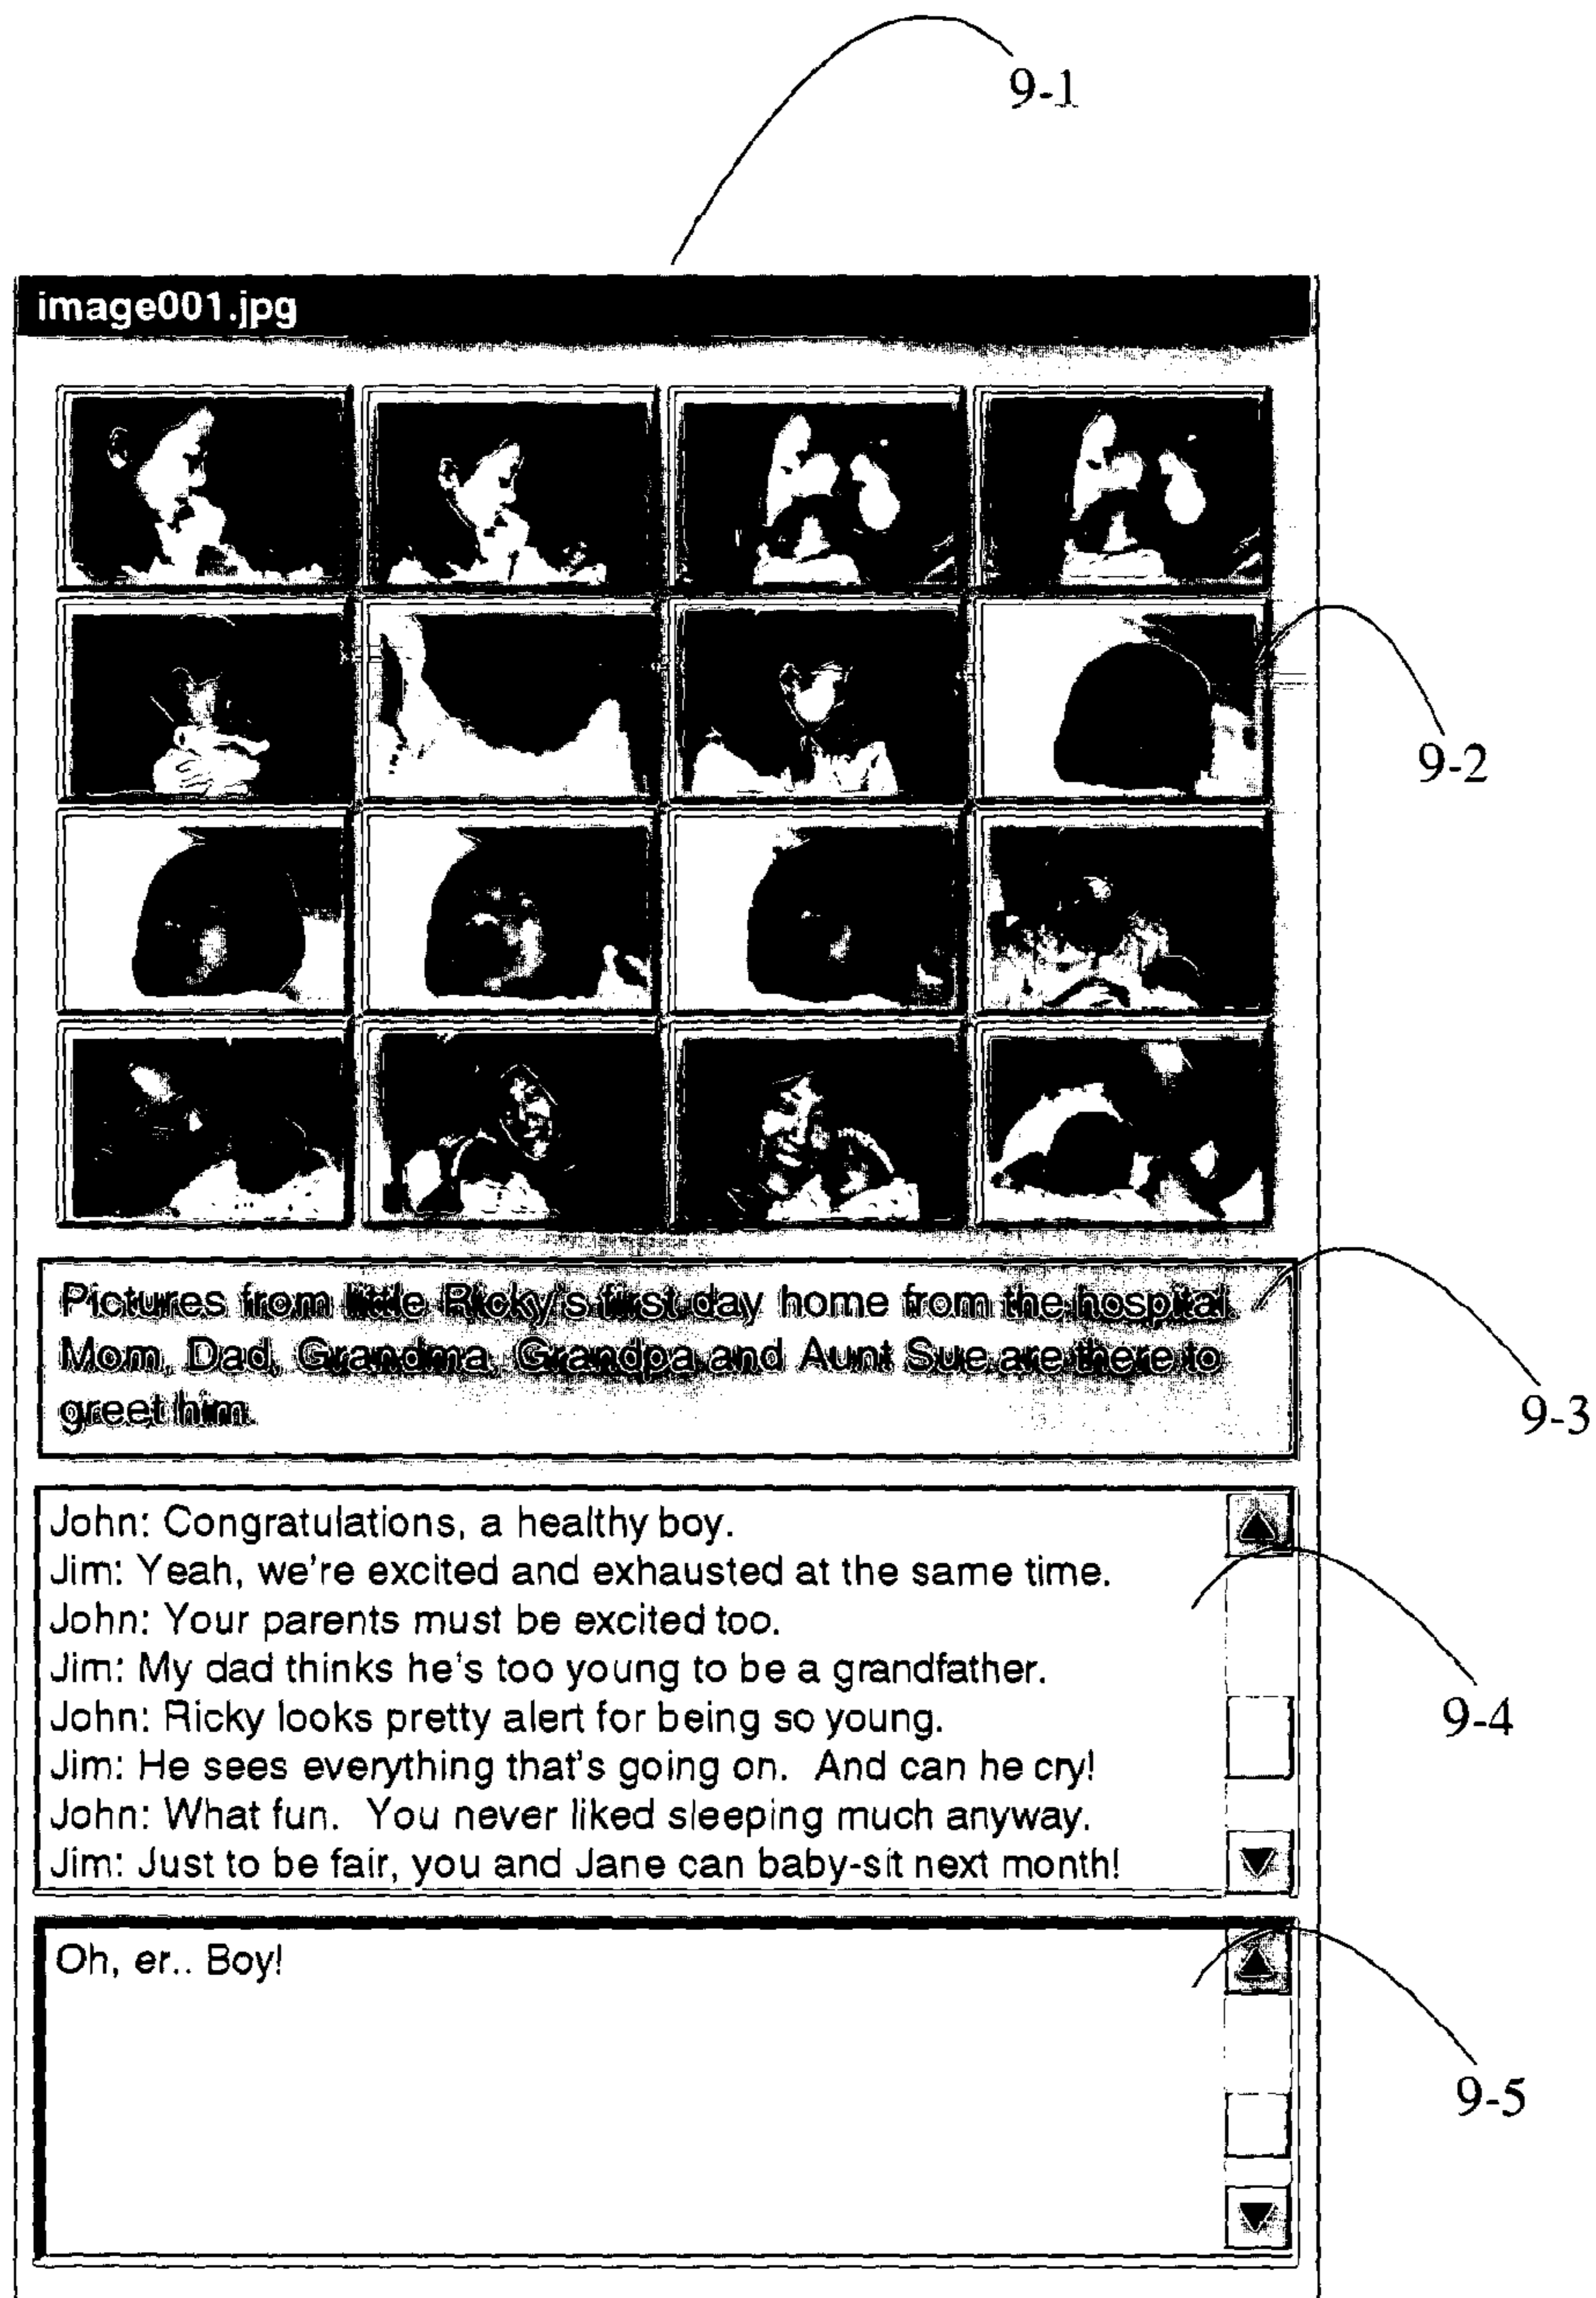 9-1
image001.jpg
9-2
Pictures from little Ricky's first day home from the hospital.
Mom, Dad, Grandma, Grandpa and Aunt Sue are there to
greet him.
9-3
John: Congratulations, a healthy boy.
Jim: Yeah, we're excited and exhausted at the same time.
John: Your parents must be excited too.
Jim: My dad thinks he's too young to be a grandfather.
John: Ricky looks pretty alert for being so young.
Jim: He sees everything that's going on.  And can he cry!
John: What fun.  You never liked sleeping much anyway.
Jim: Just to be fair, you and Jane can baby-sit next month!
9-4
Oh, er.. Boy!
9-5